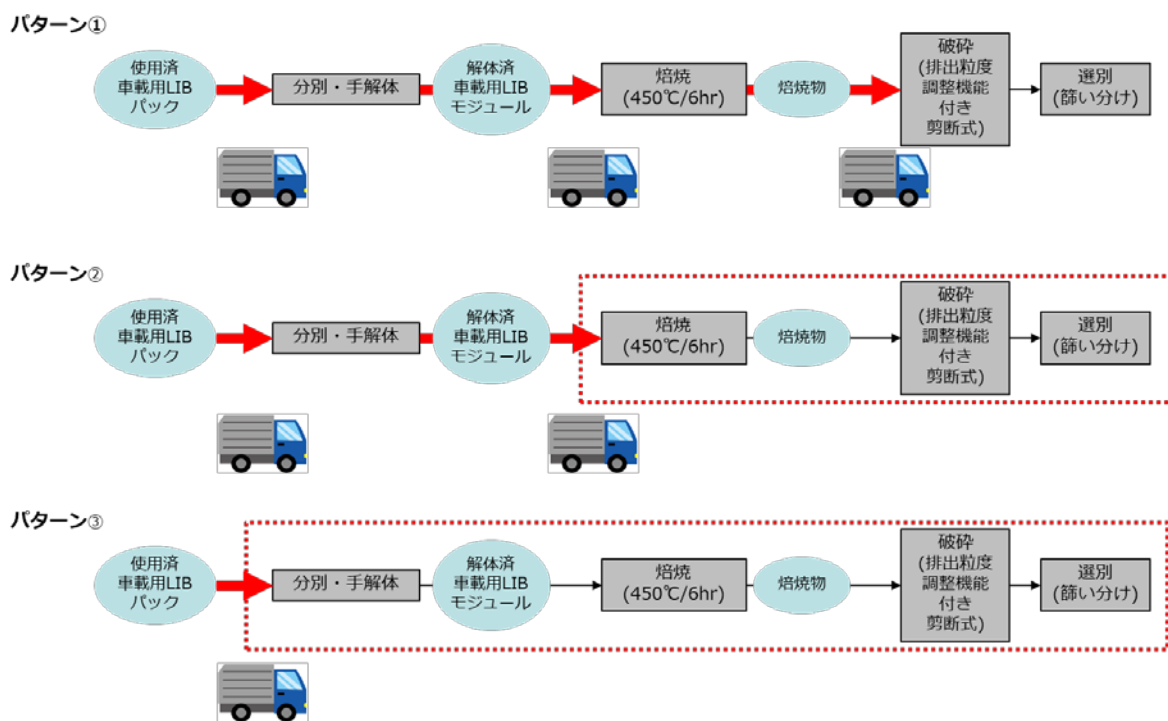 パターン①
使用済
車載用LIB
パック
分別・手解体
解体済
車載用LIB
モジュール
焙焼
(450℃/6hr)
焙焼物
破砕
(排出粒度
調整機能
付き
剪断式)
選別
(篩い分け)
パターン②
使用済
車載用LIB
パック
分別・手解体
解体済
車載用LIB
モジュール
焙焼
(450℃/6hr)
焙焼物
破砕
(排出粒度
調整機能
付き
剪断式)
選別
(篩い分け)
パターン③
使用済
車載用LIB
パック
分別・手解体
解体済
車載用LIB
モジュール
焙焼
(450℃/6hr)
焙焼物
破砕
(排出粒度
調整機能
付き
剪断式)
選別
(篩い分け)